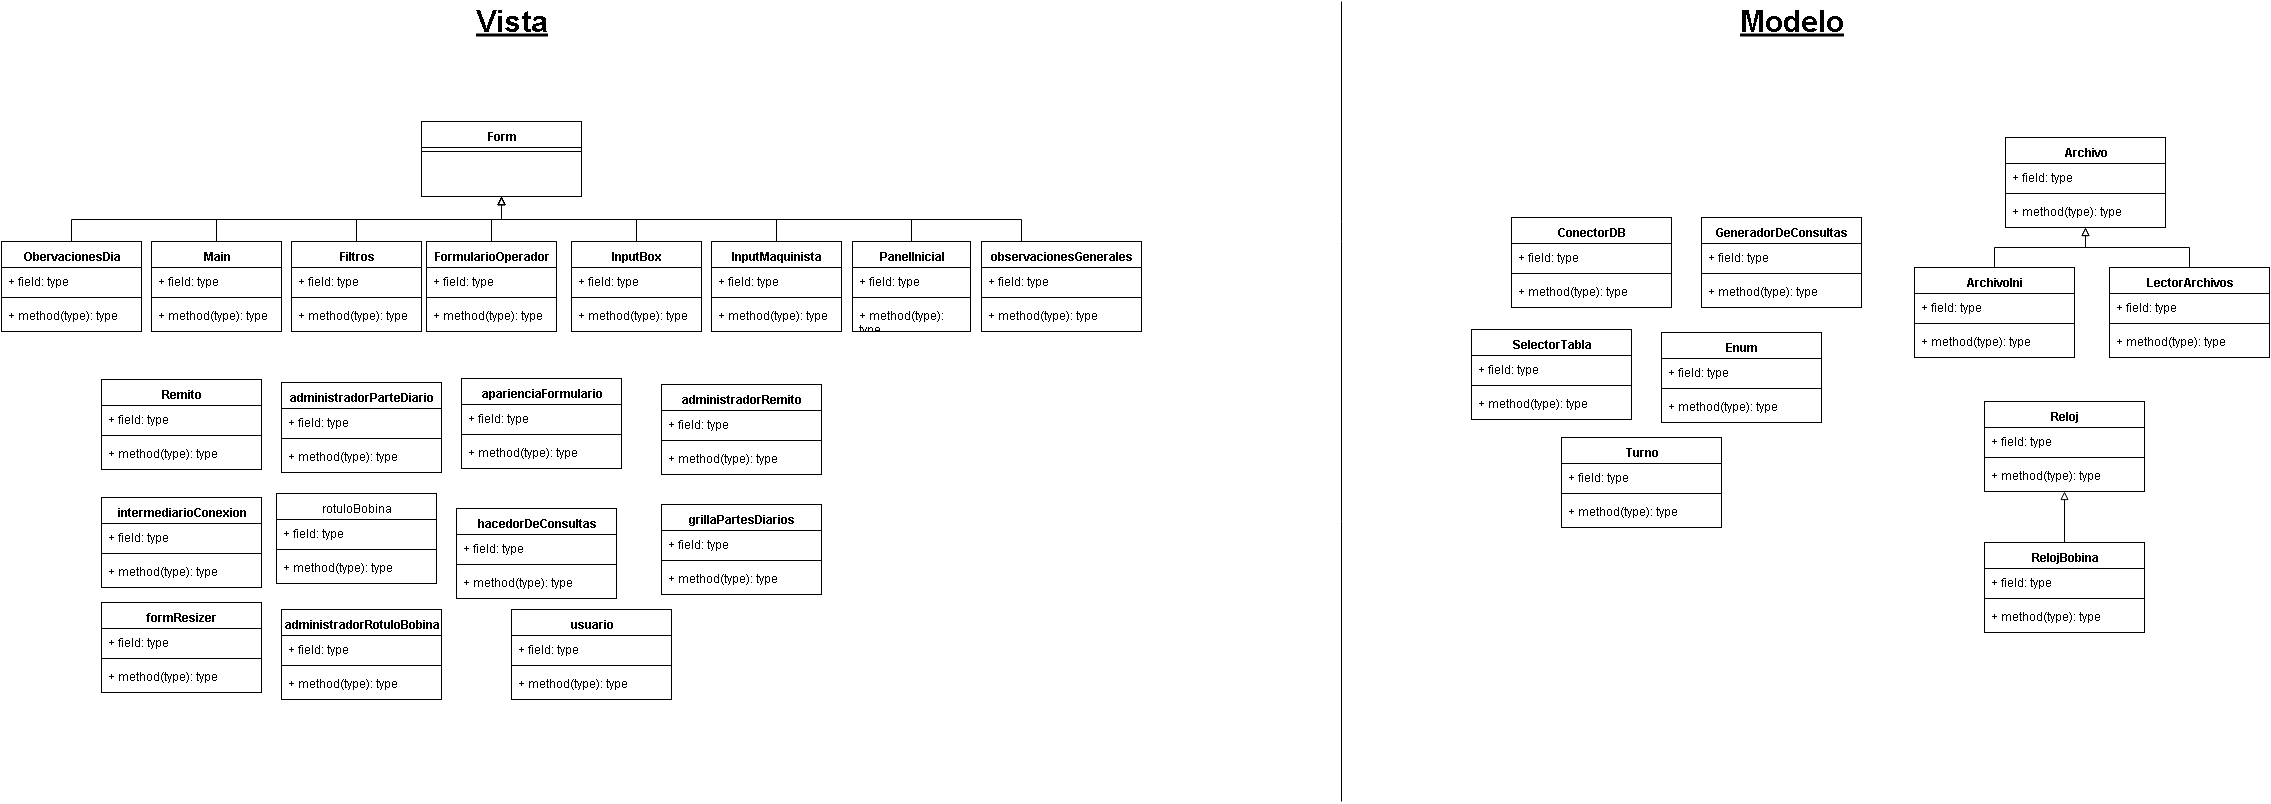 Vista
Form
ObervacionesDia
+ field: type
+ method(type): type
Main
+ field: type
+ method(type): type
Filtros
+ field: type
+ method(type): type
FormularioOperador
+ field: type
+ method(type): type
InputBox
+ field: type
+ method(type): type
InputMaquinista
+ field: type
+ method(type): type
PanelInicial
+ field: type
+ method(type):
type
observacionesGenerales
+ field: type
+ method(type): type
Remito
+ field: type
+ method(type): type
administradorParteDiario
+ field: type
+ method(type): type
aparienciaFormulario
+ field: type
+ method(type): type
administradorRemito
+ field: type
+ method(type): type
intermediarioConexion
+ field: type
+ method(type): type
rotuloBobina
+ field: type
+ method(type): type
hacedorDeConsultas
+ field: type
+ method(type): type
grillaPartesDiarios
+ field: type
+ method(type): type
formResizer
+ field: type
+ method(type): type
administradorRotuloBobina
+ field: type
+ method(type): type
usuario
+ field: type
+ method(type): type
Modelo
ConectorDB
+ field: type
+ method(type): type
GeneradorDeConsultas
+ field: type
+ method(type): type
SelectorTabla
+ field: type
+ method(type): type
Enum
+ field: type
+ method(type): type
Turno
+ field: type
+ method(type): type
Archivo
+ field: type
+ method(type): type
ArchivoIni
+ field: type
+ method(type): type
LectorArchivos
+ field: type
+ method(type): type
Reloj
+ field: type
+ method(type): type
RelojBobina
+ field: type
+ method(type): type